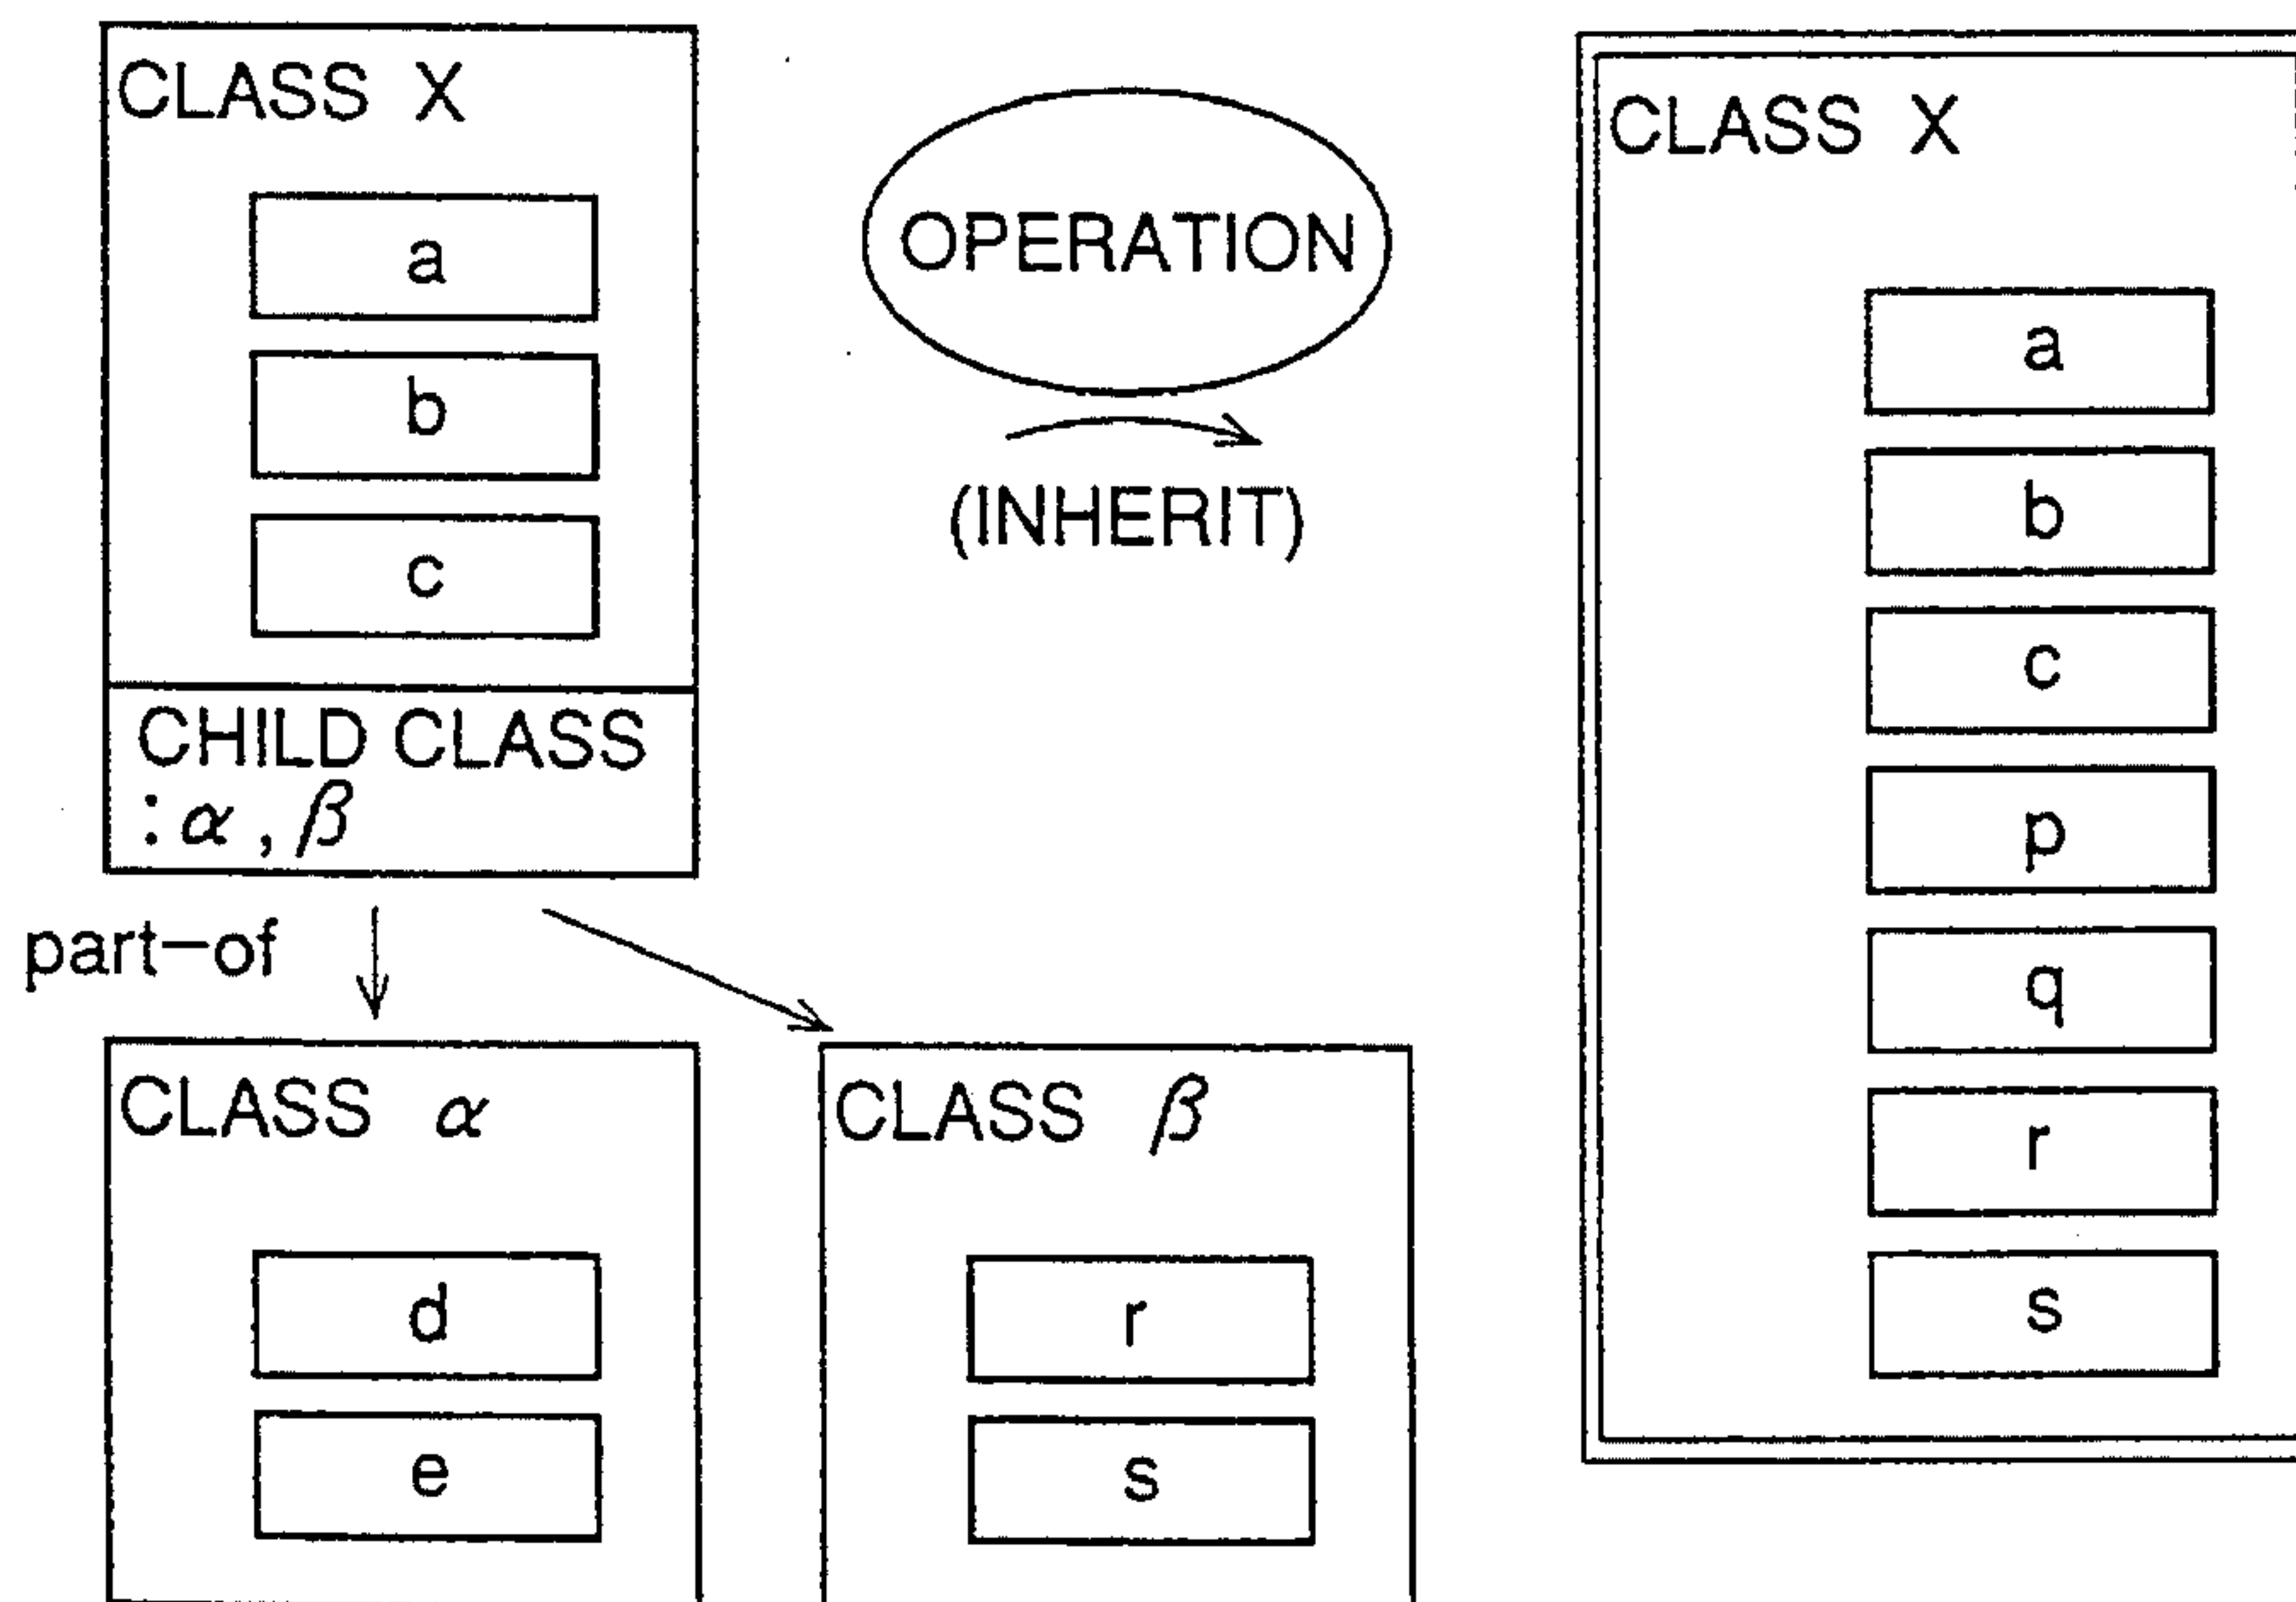 CLASS X
a
b
c
CHILD CLASS
: α , β
part-of
CLASS α
d
e
CLASS β
r
s
OPERATION
(INHERIT)
CLASS X
a
b
c
p
q
r
s